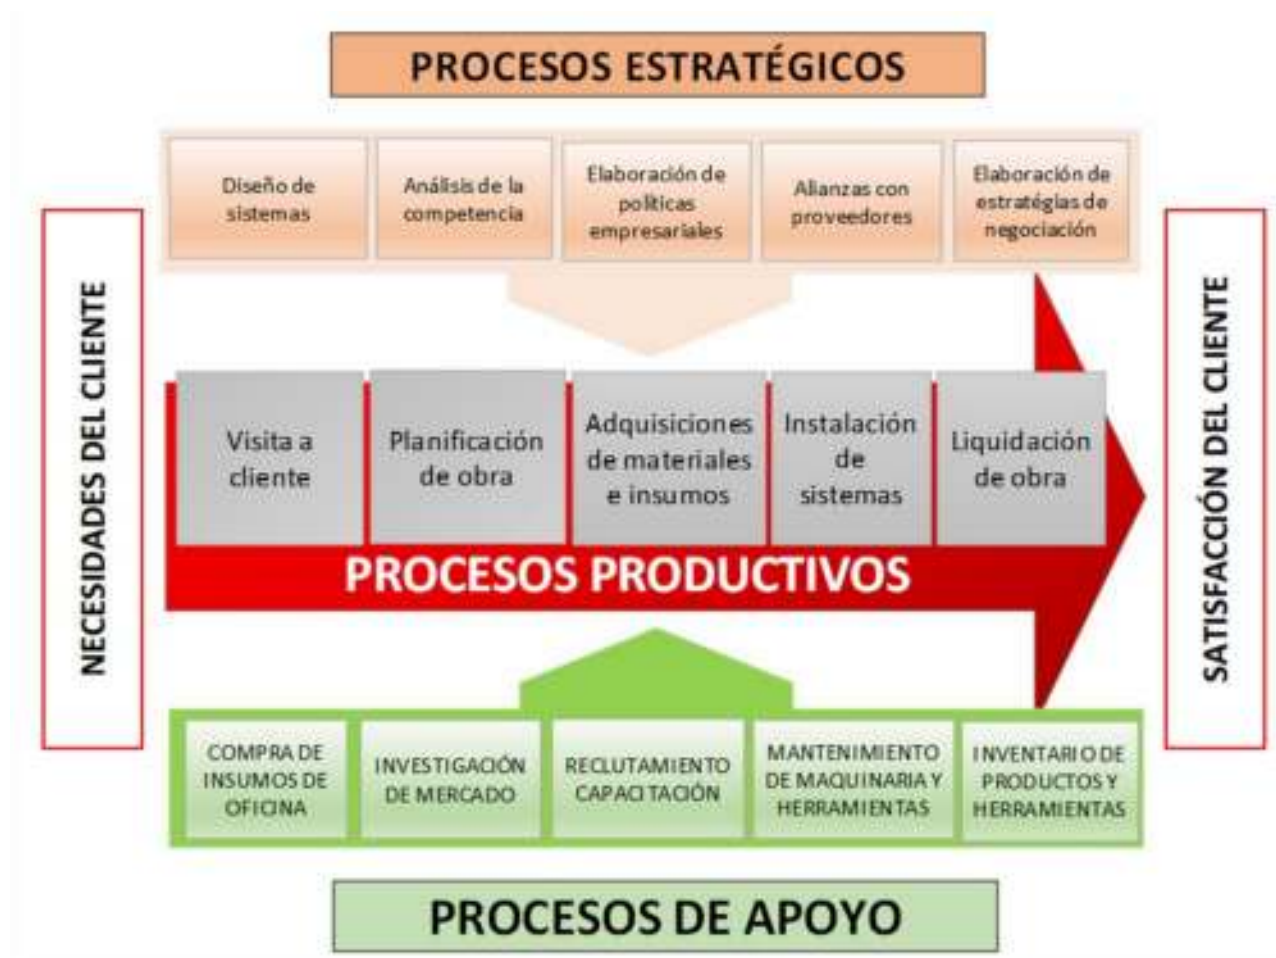 PROCESOS ESTRATÉGICOS
Diseño de
sistemas
Análisis de la
competencia
Elaboración de
políticas
empresariales
Alianzas con
proveedores
Elaboración de
estratégias de
negociación
NECESIDADES DEL CLIENTE
Visita a
cliente
Planificación
de obra
Adquisiciones
de materiales
e insumos
Instalación
de
sistemas
Liquidación
de obra
PROCESOS PRODUCTIVOS
SATISFACCIÓN DEL CLIENTE
COMPRA DE
INSUMOS DE
OFICINA
INVESTIGACIÓN
DE MERCADO
RECLUTAMIENTO
CAPACITACIÓN
MANTENIMIENTO
DE MAQUINARIA Y
HERRAMIENTAS
INVENTARIO DE
PRODUCTOS Y
HERRAMIENTAS
PROCESOS DE APOYO